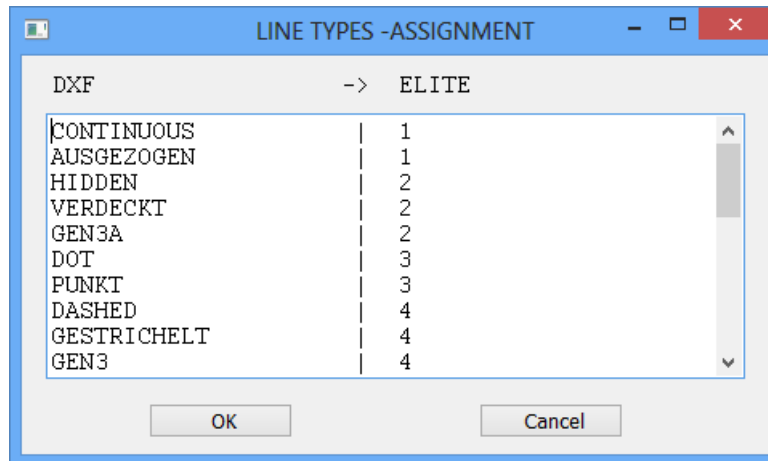 LINE TYPES -ASSIGNMENT
DXF -> ELITE
CONTINUOUS | 1
AUSGEZOGEN | 1
HIDDEN | 2
VERDECKT | 2
GEN3A | 2
DOT | 3
PUNKT | 3
DASHED | 4
GESTRICHELT | 4
GEN3 | 4
OK Cancel